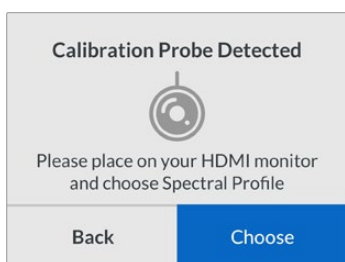 Calibration Probe Detected
Please place on your HDMI monitor
and choose Spectral Profile
Back
Choose